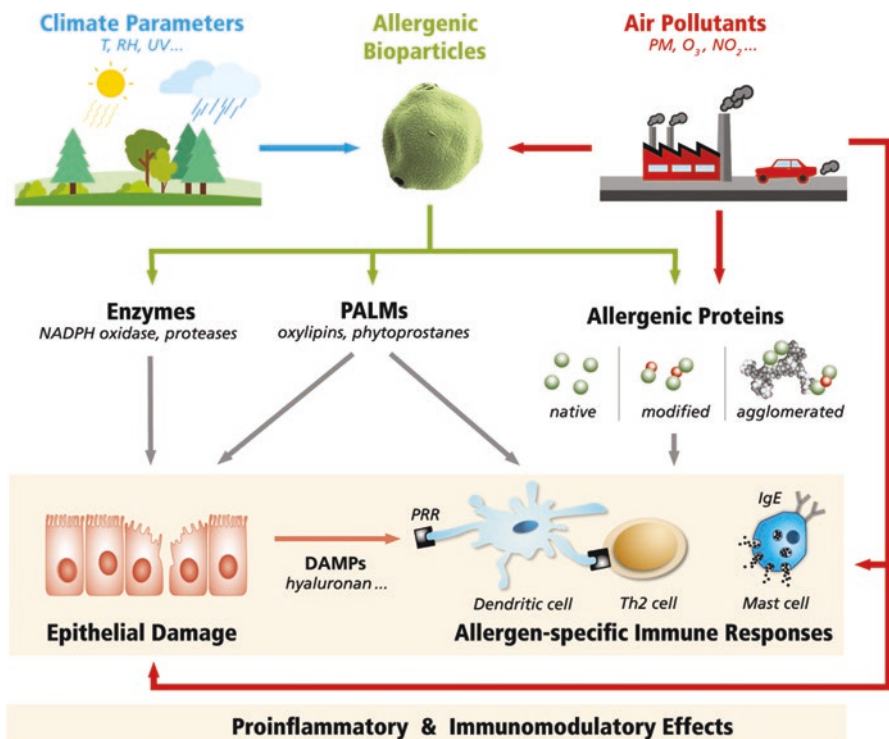 Climate Parameters
T, RH, UV...
Allergenic
Bioparticles
Air Pollutants
PM, O₃, NO₂...
Enzymes
NADPH oxidase, proteases
PALMs
oxylipins, phytoprostanes
Allergenic Proteins
native
modified
agglomerated
PRR
IgE
DAMPs
hyaluronan ...
Dendritic cell
Th2 cell
Mast cell
Epithelial Damage
Allergen-specific Immune Responses
Proinflammatory & Immunomodulatory Effects